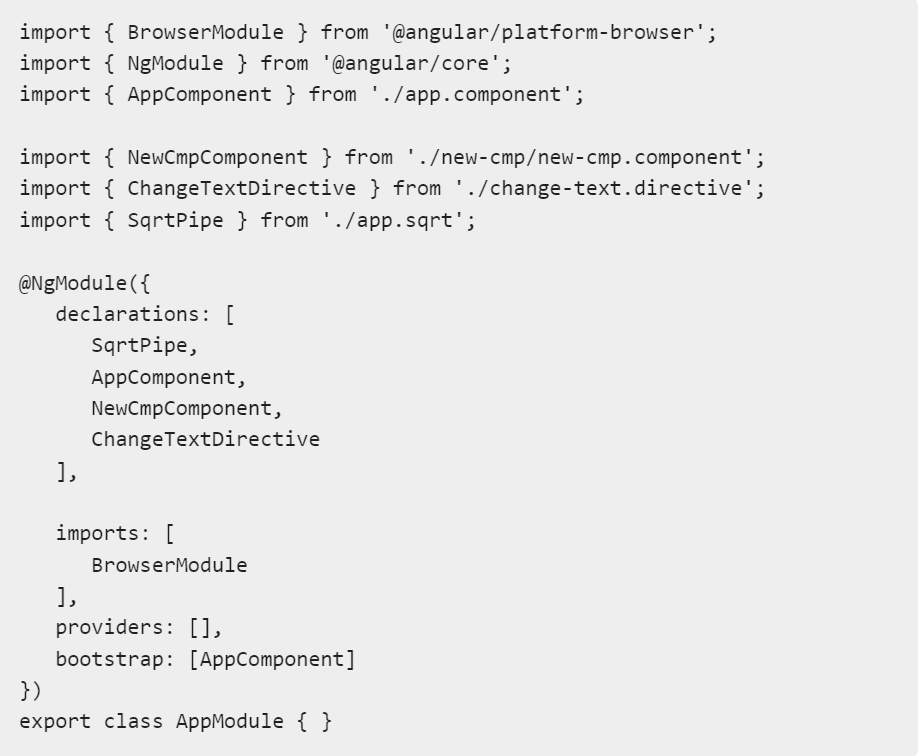 import { BrowserModule } from '@angular/platform-browser';
import { NgModule } from '@angular/core';
import { AppComponent } from './app.component';

import { NewCmpComponent } from './new-cmp/new-cmp.component';
import { ChangeTextDirective } from './change-text.directive';
import { SqrtPipe } from './app.sqrt';

@NgModule({
   declarations: [
      SqrtPipe,
      AppComponent,
      NewCmpComponent,
      ChangeTextDirective
   ],

   imports: [
      BrowserModule
   ],
   providers: [],
   bootstrap: [AppComponent]
})
export class AppModule { }